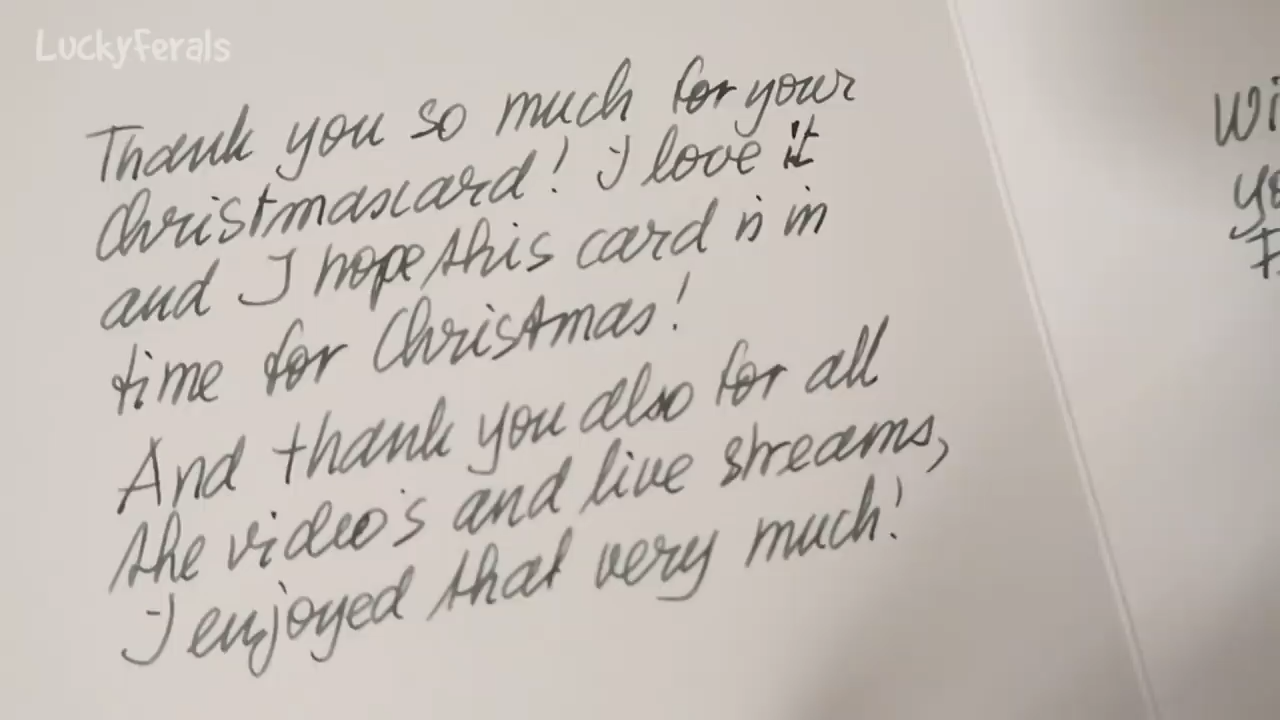 LuckyFerals
Thank you so much for your
Christmascard! I love it
and I hope this card is in
time for Christmas!
And thank you also for all
the video's and live streams,
I enjoyed that very much!